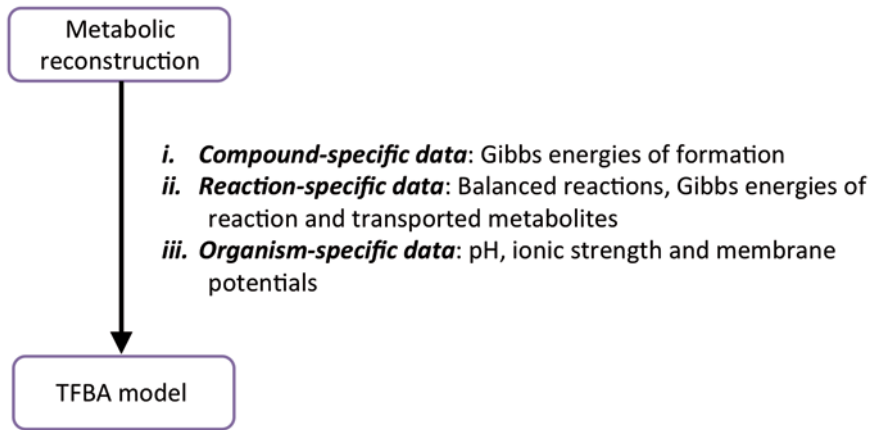 Metabolic
reconstruction
i. Compound-specific data: Gibbs energies of formation
ii. Reaction-specific data: Balanced reactions, Gibbs energies of
reaction and transported metabolites
iii. Organism-specific data: pH, ionic strength and membrane
potentials
TFBA model